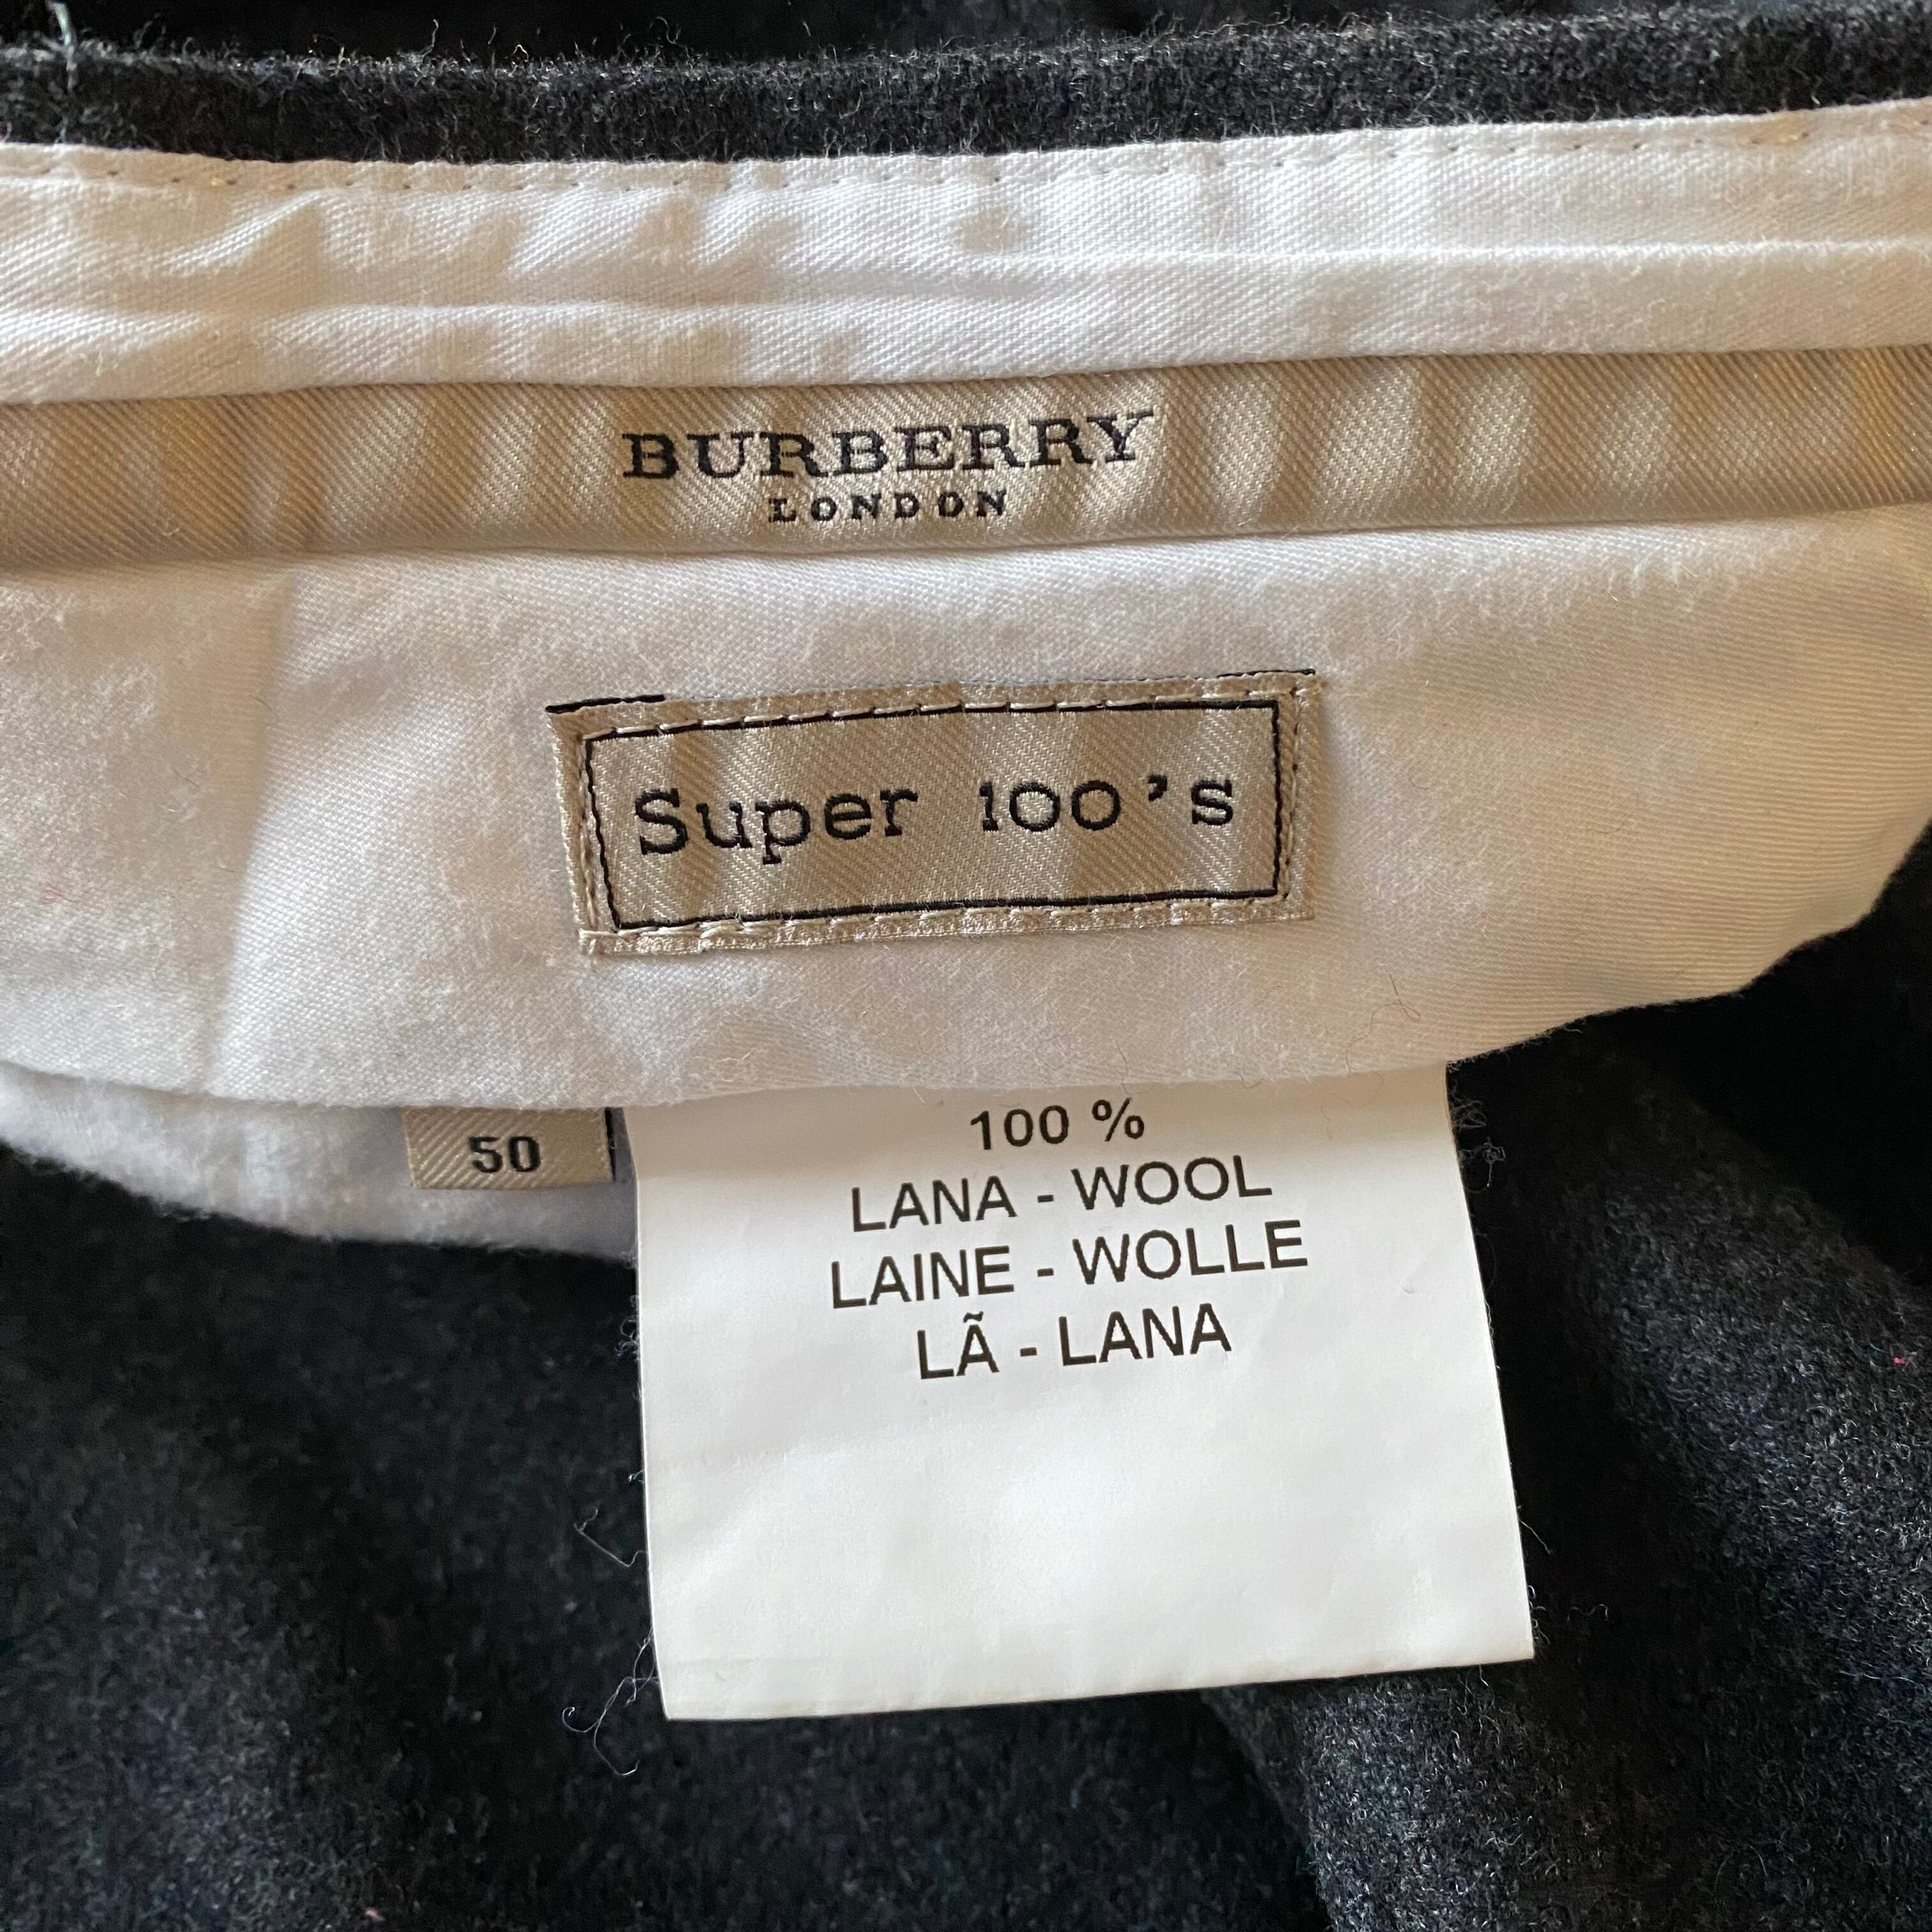 BURBERRY
LONDON
Super 100's
50
100 %
LANA - WOOL
LAINE - WOLLE
LÃ - LANA